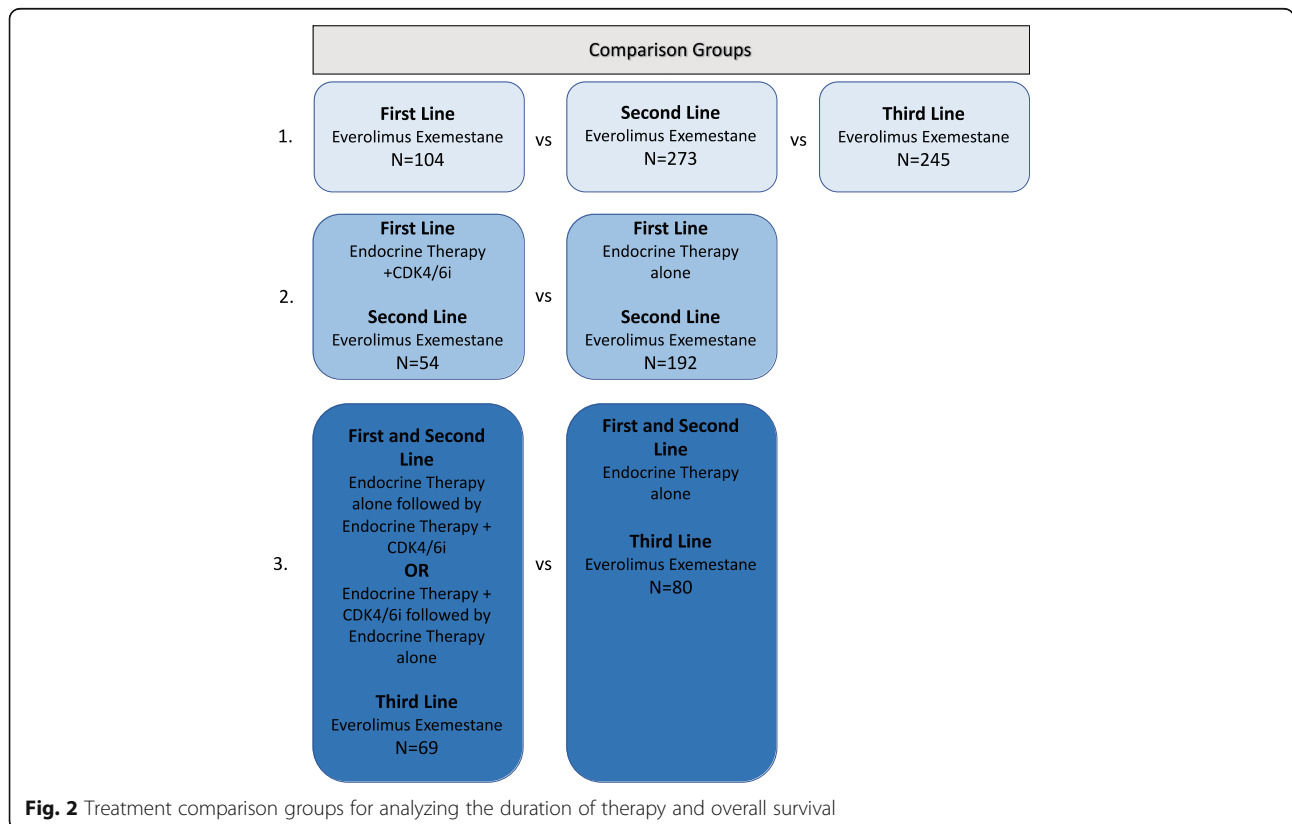 Comparison Groups
1.
First Line
Everolimus Exemestane
N=104
vs
Second Line
Everolimus Exemestane
N=273
vs
Third Line
Everolimus Exemestane
N=245
2.
First Line
Endocrine Therapy
+CDK4/6i
Second Line
Everolimus Exemestane
N=54
vs
First Line
Endocrine Therapy
alone
Second Line
Everolimus Exemestane
N=192
3.
First and Second
Line
Endocrine Therapy
alone followed by
Endocrine Therapy +
CDK4/6i
OR
Endocrine Therapy +
CDK4/6i followed by
Endocrine Therapy
alone
Third Line
Everolimus Exemestane
N=69
vs
First and Second
Line
Endocrine Therapy
alone
Third Line
Everolimus Exemestane
N=80
Fig. 2 Treatment comparison groups for analyzing the duration of therapy and overall survival